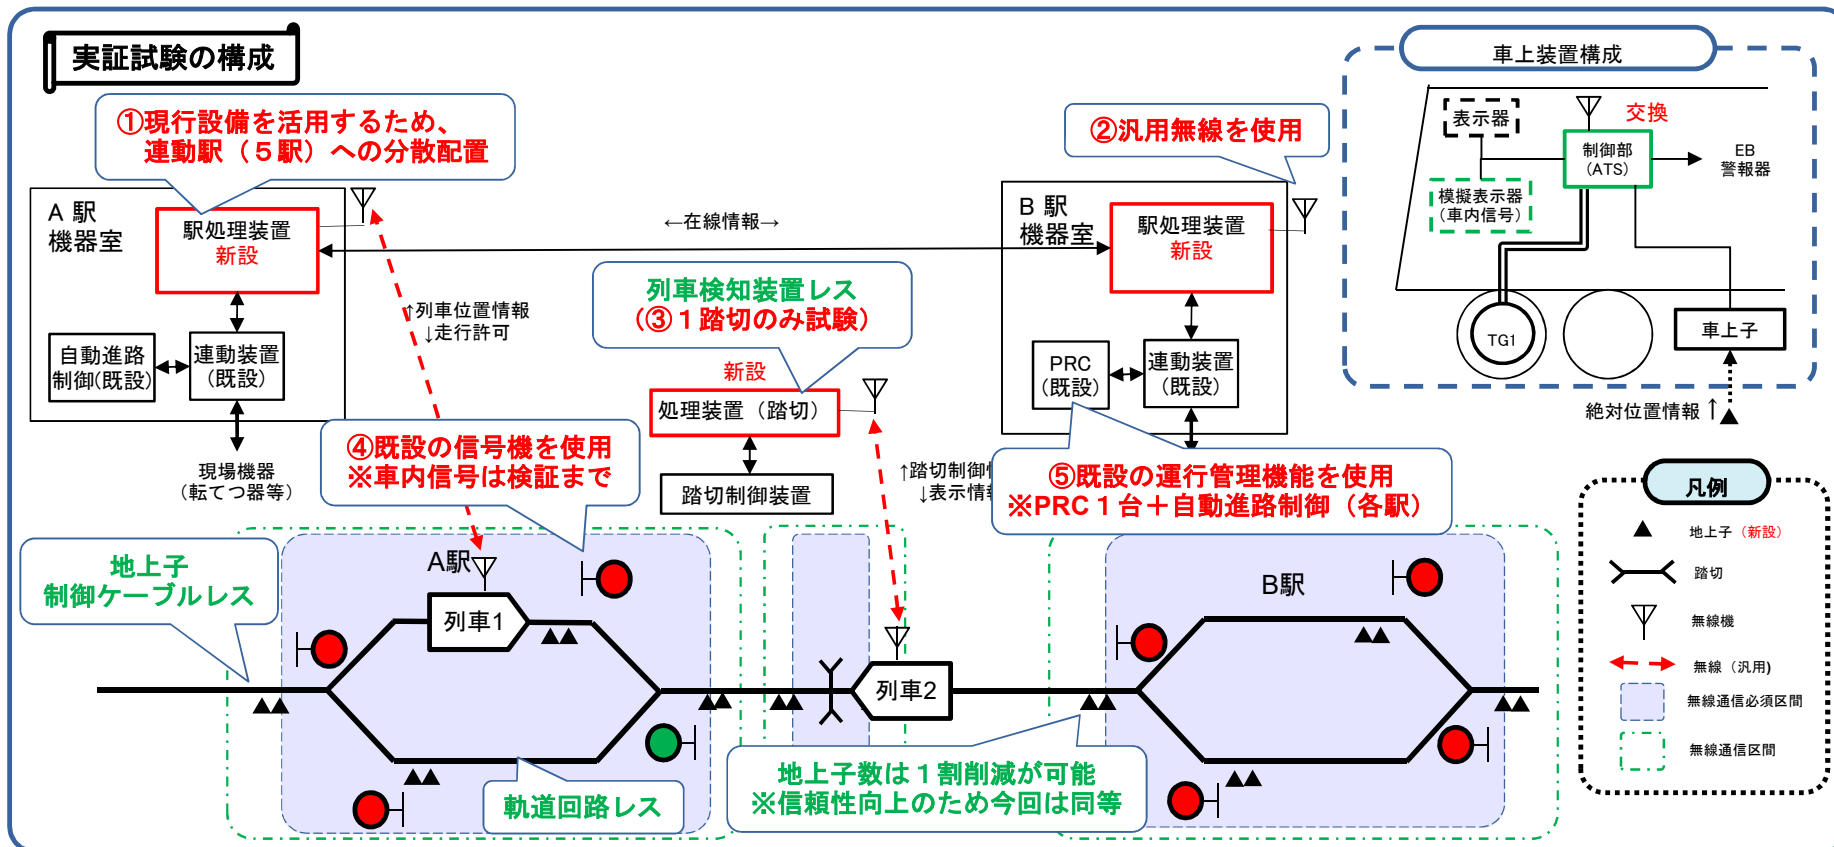 実証試験の構成
①現行設備を活用するため、
連動駅（５駅）への分散配置
②汎用無線を使用
車上装置構成
表示器
交換
制御部
(ATS)
EB
警報器
模擬表示器
（車内信号）
TG1
車上子
絶対位置情報 ↑
A 駅
機器室
駅処理装置
新設
自動進路
制御(既設)
連動装置
（既設）
現場機器
（転てつ器等）
←在線情報→
↑列車位置情報
↓走行許可
列車検知装置レス
（③１踏切のみ試験）
新設
処理装置（踏切）
踏切制御装置
B 駅
機器室
駅処理装置
新設
PRC
（既設）
連動装置
（既設）
④既設の信号機を使用
※車内信号は検証まで
↑踏切制御
↓表示情
⑤既設の運行管理機能を使用
※PRC１台＋自動進路制御（各駅）
地上子
制御ケーブルレス
A駅
列車1
列車2
B駅
軌道回路レス
地上子数は１割削減が可能
※信頼性向上のため今回は同等
凡例
地上子（新設）
踏切
無線機
無線（汎用)
無線通信必須区間
無線通信区間